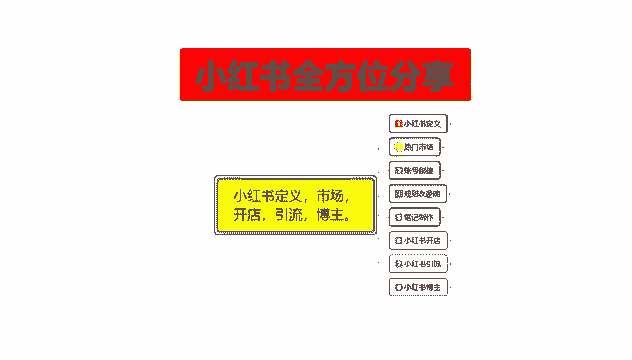 小红书全方位分享
小红书定义
热门市场
账号搭建
小红书定义，市场，
开店，引流，博主。
笔记制作
小红书开店
小红书引流
小红书博主